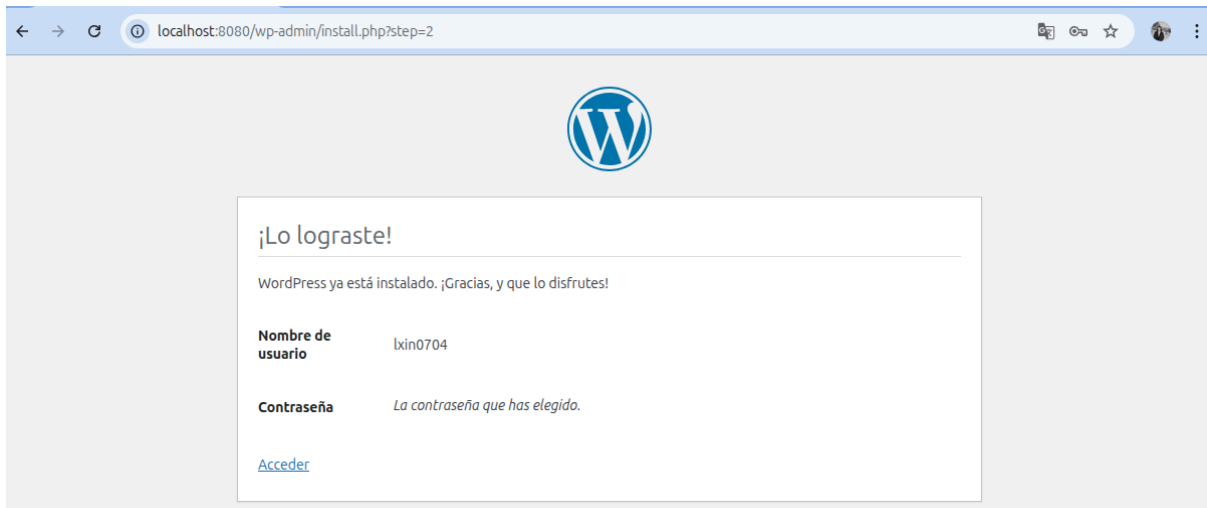 localhost:8080/wp-admin/install.php?step=2
¡Lo lograste!
WordPress ya está instalado. ¡Gracias, y que lo disfrutes!
Nombre de
usuario
lxin0704
Contraseña
La contraseña que has elegido.
Acceder